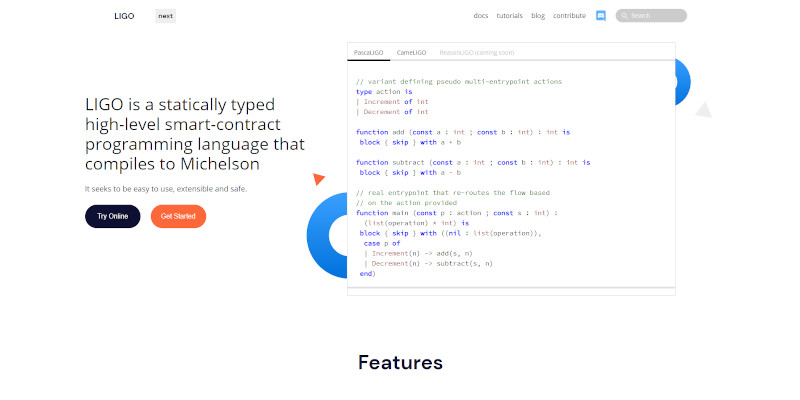 LIGO next docs tutorials blog contribute Search
PascaLIGO CameLIGO ReasonLIGO (coming soon)
LIGO is a statically typed
high-level smart-contract
programming language that
compiles to Michelson
It seeks to be easy to use, extensible and safe.
Try Online Get Started
// variant defining pseudo multi-entrypoint actions
type action is
| Increment of int
| Decrement of int
function add (const a : int ; const b : int) : int is
block { skip } with a + b
function subtract (const a : int ; const b : int) : int is
block { skip } with a - b
// real entrypoint that re-routes the flow based
// on the action provided
function main (const p : action ; const s : int) :
(list(operation) * int) is
block { skip } with ((nil : list(operation)),
case p of
| Increment(n) -> add(s, n)
| Decrement(n) -> subtract(s, n)
end)
Features